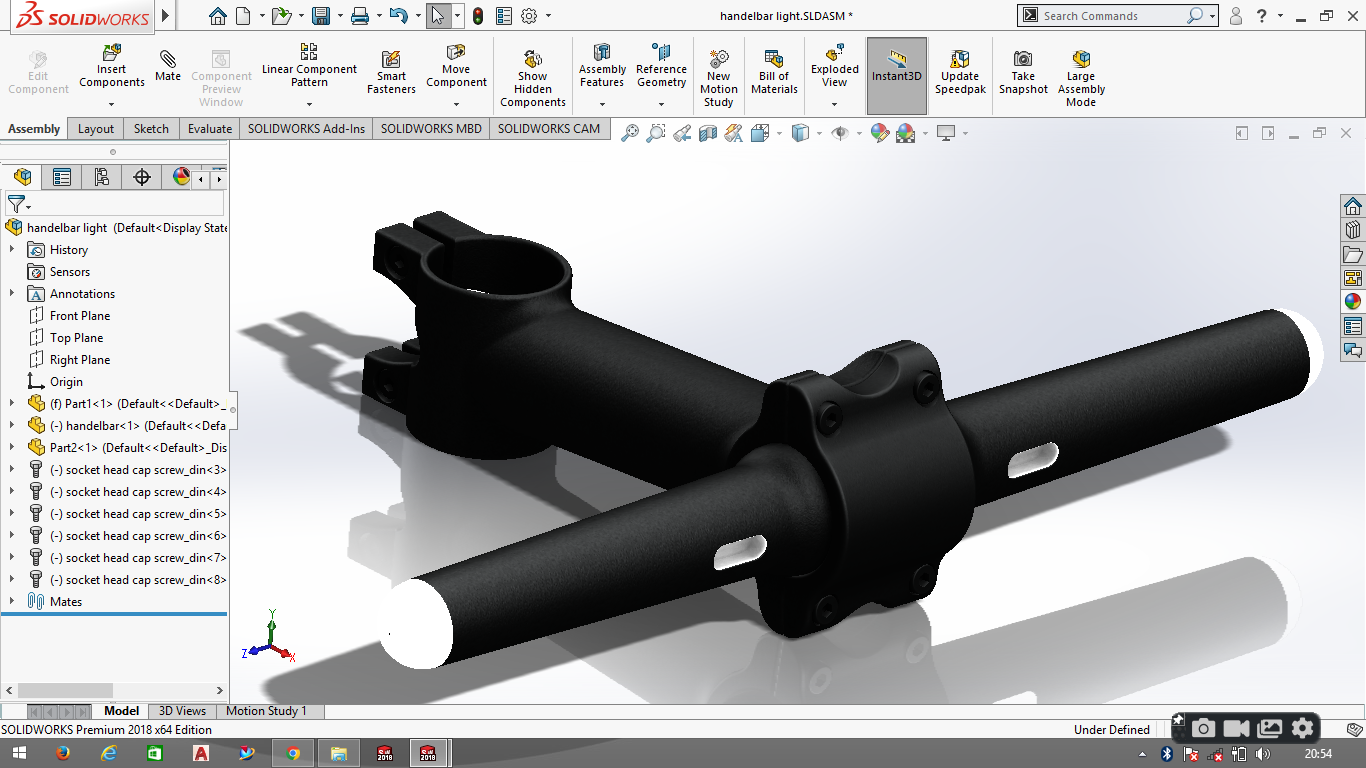 SOLIDWORKS
handelbar light.SLDASM *
Search Commands
?
Edit Component
Insert Components
Mate
Component Preview Window
Linear Component Pattern
Smart Fasteners
Move Component
Show Hidden Components
Assembly Features
Reference Geometry
New Motion Study
Bill of Materials
Exploded View
Instant3D
Update Speedpak
Take Snapshot
Large Assembly Mode
Assembly
Layout
Sketch
Evaluate
SOLIDWORKS Add-Ins
SOLIDWORKS MBD
SOLIDWORKS CAM
handelbar light (Default<Display State
History
Sensors
Annotations
Front Plane
Top Plane
Right Plane
Origin
(f) Part1<1> (Default<<Default>_
(-) handelbar<1> (Default<<Defa
Part2<1> (Default<<Default>_Dis
(-) socket head cap screw_din<3>
(-) socket head cap screw_din<4>
(-) socket head cap screw_din<5>
(-) socket head cap screw_din<6>
(-) socket head cap screw_din<7>
(-) socket head cap screw_din<8>
Mates
Y
Z
X
Model
3D Views
Motion Study 1
SOLIDWORKS Premium 2018 x64 Edition
Under Defined
SW 2018
SW 2018
20:54